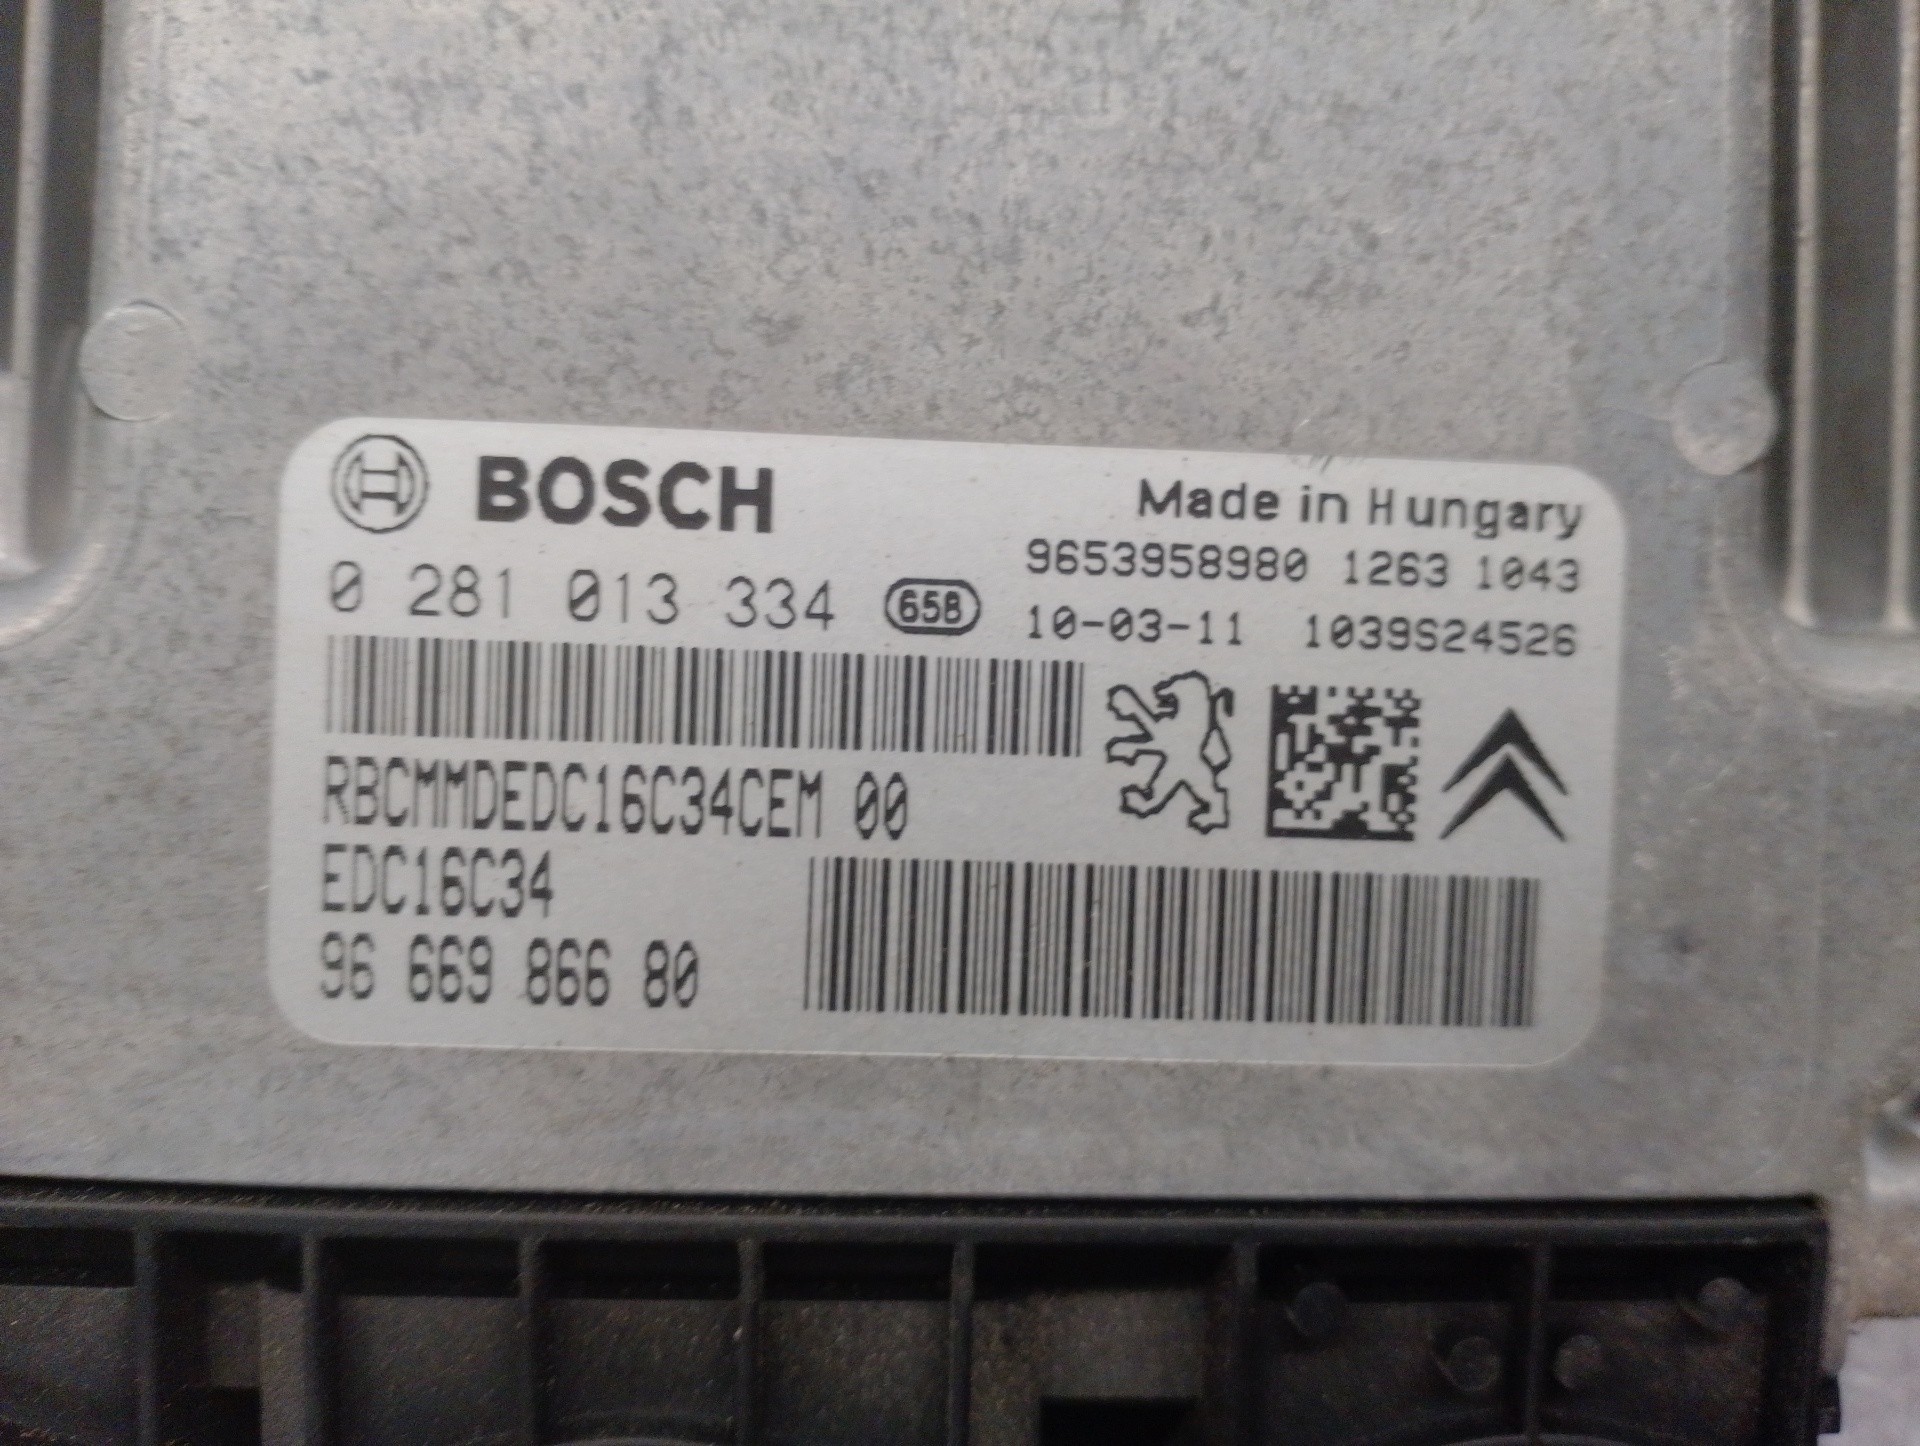 BOSCH
Made in Hungary
9653958980 1263 1043
0 281 013 334 65B
10-03-11 1039S24526
RBCMMDEDC16C34CEM 00
EDC16C34
96 669 866 80